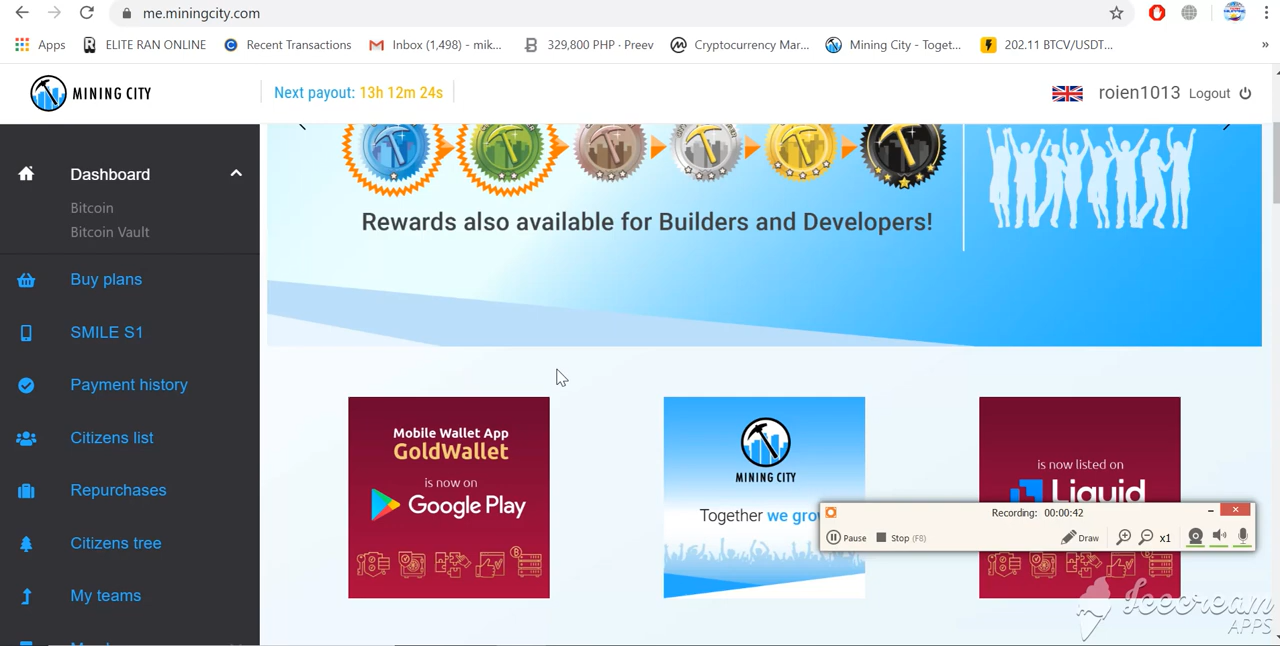 me.miningcity.com
Apps
ELITE RAN ONLINE
Recent Transactions
Inbox (1,498) - mik...
329,800 PHP · Preev
Cryptocurrency Mar...
Mining City - Toget...
202.11 BTCV/USDT...
»
MINING CITY
Next payout: 13h 12m 24s
roien1013
Logout
Dashboard
Bitcoin
Bitcoin Vault
Buy plans
SMILE S1
Payment history
Citizens list
Repurchases
Citizens tree
My teams
Rewards also available for Builders and Developers!
Mobile Wallet App
GoldWallet
is now on
Google Play
MINING CITY
Together we grow
is now listed on
Liquid
Recording: 00:00:42
Pause
Stop (F8)
Draw
x1
Icecream
APPS